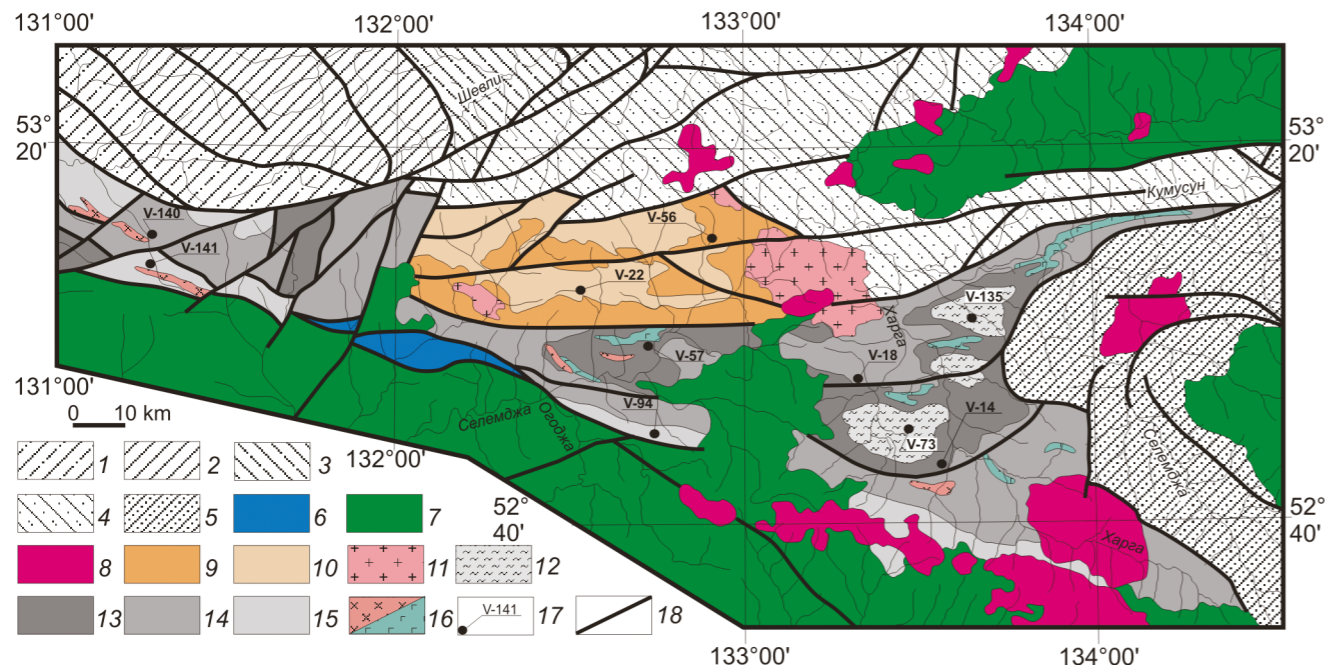 131°00' 132°00' 133°00' 134°00'
53°
20'
53°
20'
Шевли
Кумусун
V-140
V-56
V-141
V-22
V-135
Харга
V-57
V-18
131°00'
0 10 km
V-94
V-14
Селемджа
Огоджа
V-73
Селемджа
1 2 3 132°00'
4 5 6 7 52°
40'
52°
40'
Харга
8 9 10 11 12
13 14 15 16 V-141 17 18
133°00' 134°00'